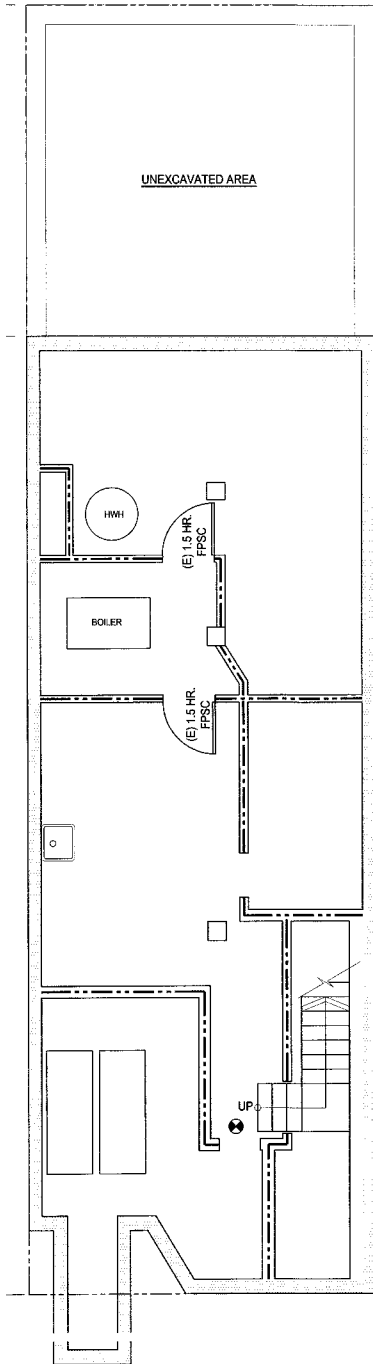 UNEXCAVATED AREA
HWH
(E) 1.5 HR.
FPSC
BOILER
(E) 1.5 HR.
FPSC
UP